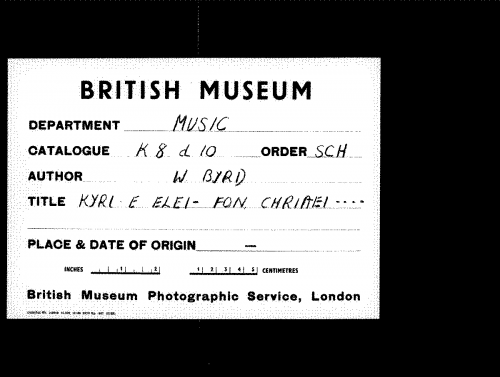 BRITISH MUSEUM
DEPARTMENT MUSIC
CATALOGUE K 8 d 10 ORDER SCH
AUTHOR W BYRD
TITLE KYRI E ELEI- FON. CHRIPTEI ----
PLACE & DATE OF ORIGIN —
INCHES 1 2 1 2 3 4 5 CENTIMETRES
British Museum Photographic Service, London